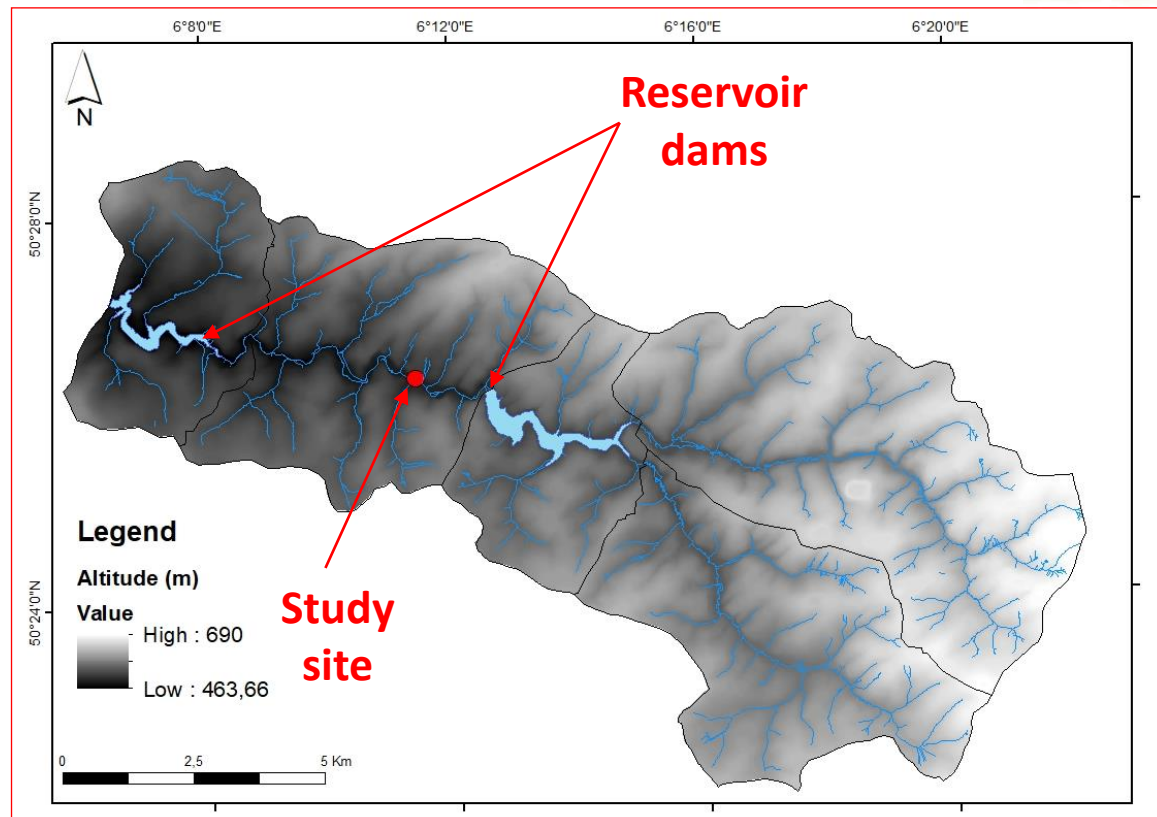 6°8'0"E
6°12'0"E
6°16'0"E
6°20'0"E
N
Reservoir
dams
50°28'0"N
Legend
Altitude (m)
Value
High : 690
Low : 463,66
Study
site
50°24'0"N
0
2,5
5 Km